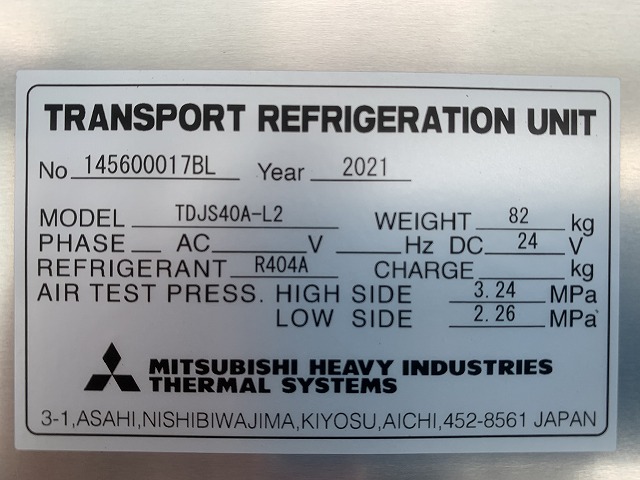 TRANSPORT REFRIGERATION UNIT
No 145600017BL Year 2021
MODEL TDJS40A-L2 WEIGHT 82 kg
PHASE AC V Hz DC 24 V
REFRIGERANT R404A CHARGE kg
AIR TEST PRESS. HIGH SIDE 3.24 MPa
LOW SIDE 2.26 MPa
MITSUBISHI HEAVY INDUSTRIES
THERMAL SYSTEMS
3-1,ASAHI,NISHIBIWAJIMA,KIYOSU,AICHI,452-8561 JAPAN